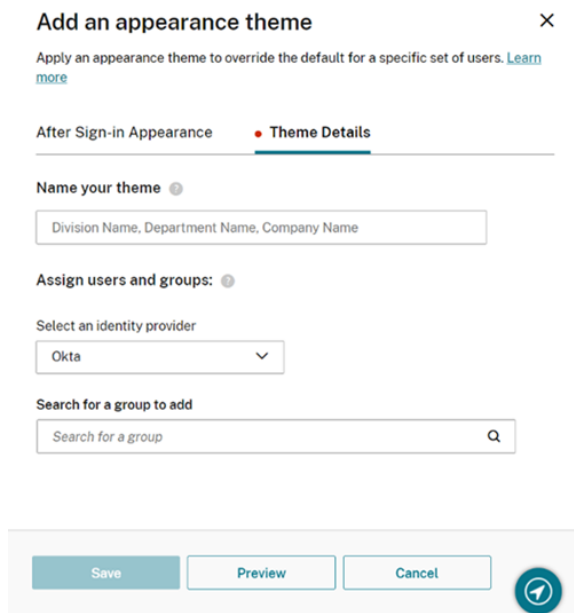 Add an appearance theme
Apply an appearance theme to override the default for a specific set of users. Learn
more
After Sign-in Appearance
Theme Details
Name your theme
Division Name, Department Name, Company Name
Assign users and groups:
Select an identity provider
Okta
Search for a group to add
Search for a group
Save
Preview
Cancel